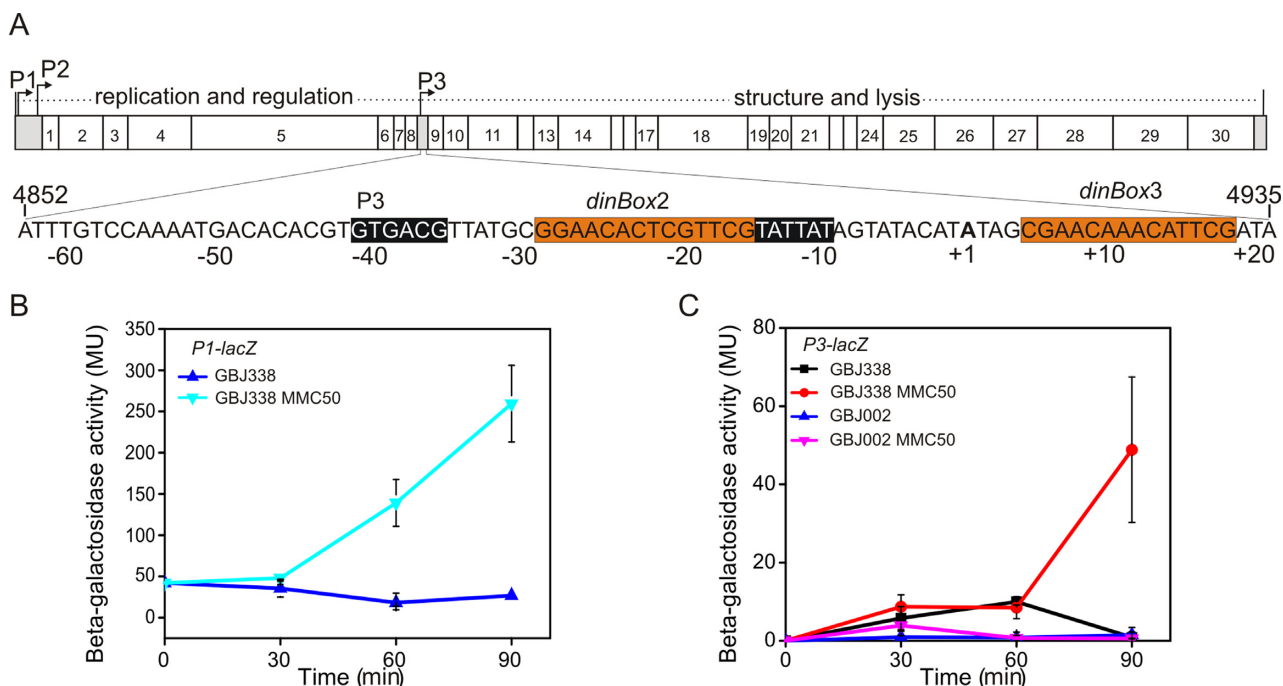 A
P1 P2 P3
replication and regulation structure and lysis
1 2 3 4 5 6 7 8 9 10 11 13 14 17 18 19 20 21 24 25 26 27 28 29 30
4852 P3 dinBox2 dinBox3 4935
ATTTGTCCAAAATGACACACGTGTGACGTTATGCGGAACACTCGTTCGTATTATAGTATACATATAGCGAACAAACATTCGATA
-60 -50 -40 -30 -20 -10 +1 +10 +20
B
Beta-galactosidase activity (MU)
350
300
250
200
150
100
50
0
P1-lacZ
GBJ338
GBJ338 MMC50
0 30 60 90
Time (min)
C
Beta-galactosidase activity (MU)
80
60
40
20
0
P3-lacZ
GBJ338
GBJ338 MMC50
GBJ002
GBJ002 MMC50
0 30 60 90
Time (min)